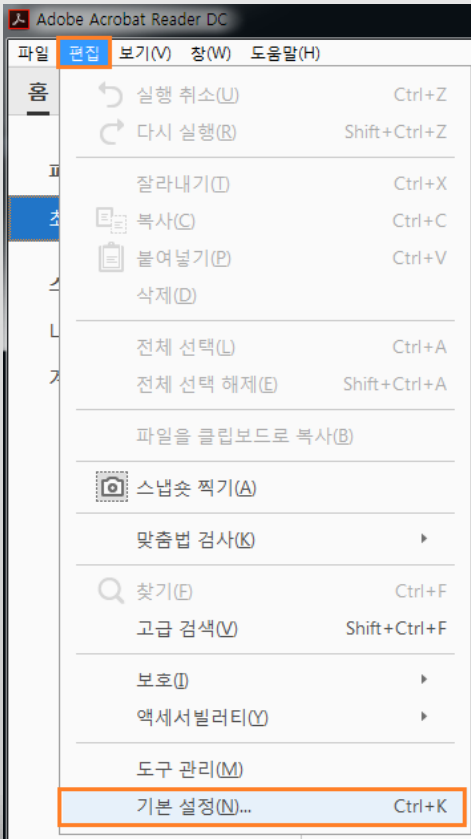 Adobe Acrobat Reader DC
파일 편집 보기(V) 창(W) 도움말(H)
홈
실행 취소(U) Ctrl+Z
다시 실행(R) Shift+Ctrl+Z
잘라내기(T) Ctrl+X
복사(C) Ctrl+C
붙여넣기(P) Ctrl+V
삭제(D)
전체 선택(L) Ctrl+A
전체 선택 해제(E) Shift+Ctrl+A
파일을 클립보드로 복사(B)
스냅숏 찍기(A)
맞춤법 검사(K)
찾기(F) Ctrl+F
고급 검색(V) Shift+Ctrl+F
보호(I)
액세서빌러티(Y)
도구 관리(M)
기본 설정(N)... Ctrl+K